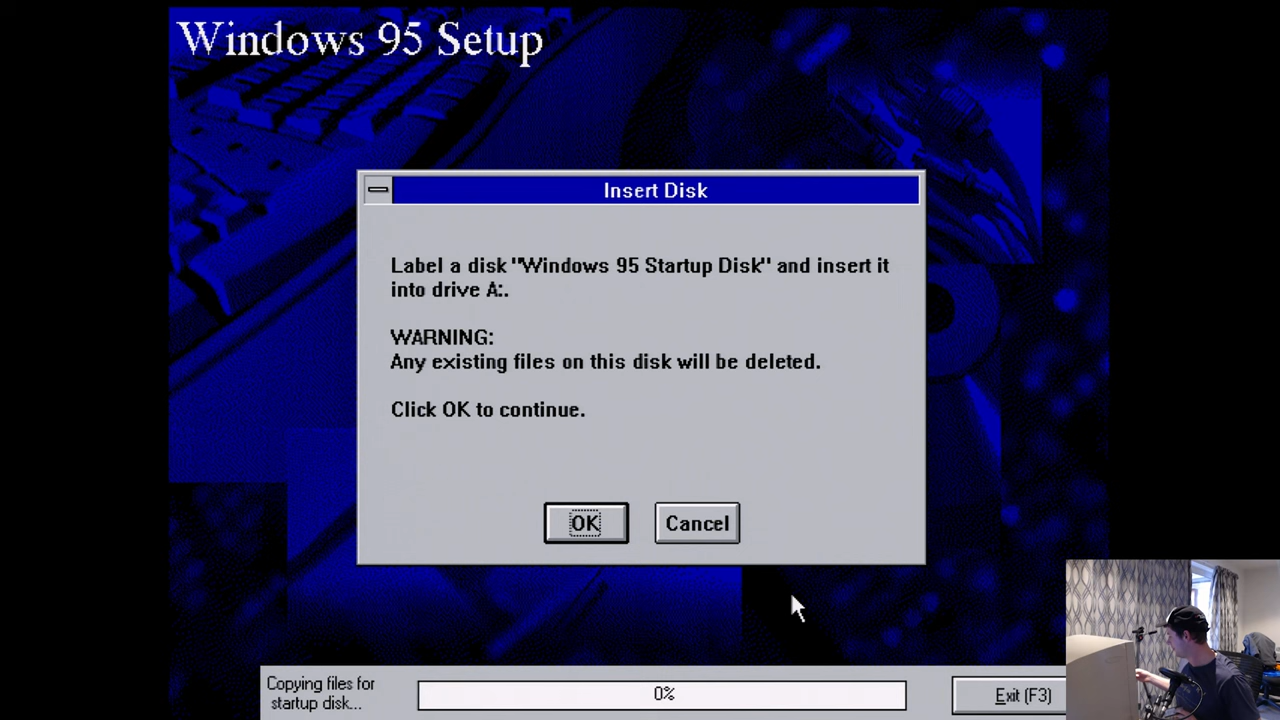 Windows 95 Setup
Insert Disk
Label a disk "Windows 95 Startup Disk" and insert it
into drive A:.
WARNING:
Any existing files on this disk will be deleted.
Click OK to continue.
OK
Cancel
Copying files for
startup disk...
0%
Exit (F3)